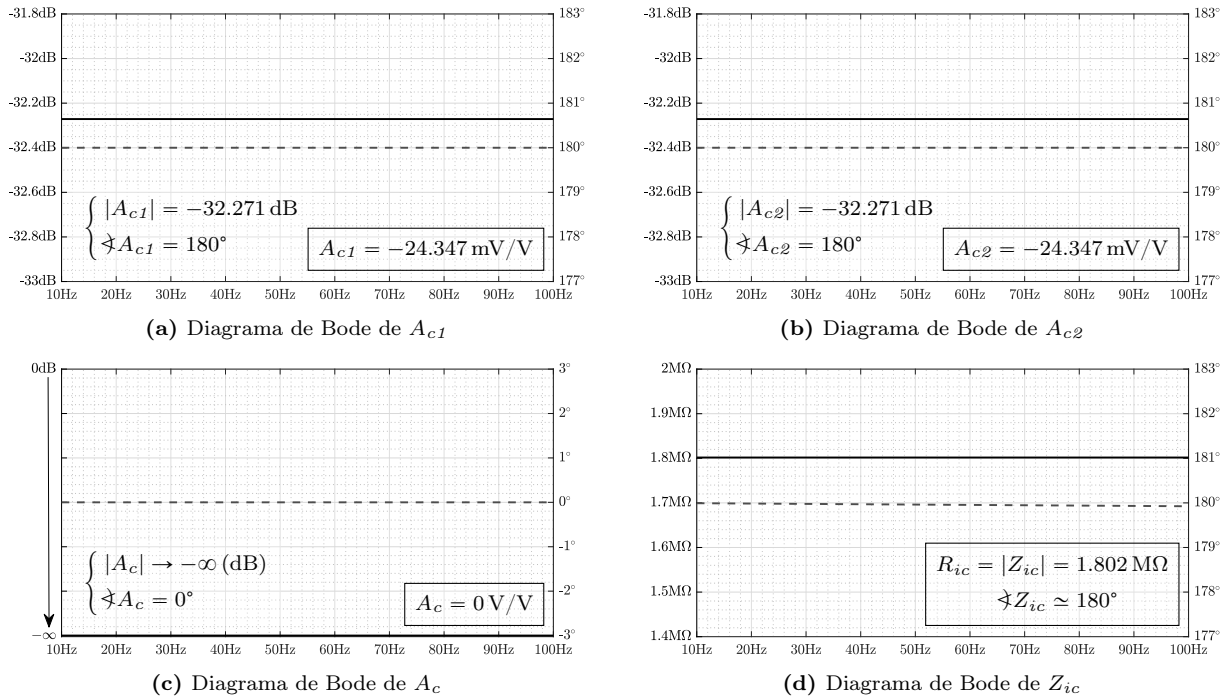 -31.8dB
-32dB
-32.2dB
-32.4dB
-32.6dB
-32.8dB
-33dB
183°
182°
181°
180°
179°
178°
177°
|A_c1| = −32.271 dB
∢A_c1 = 180°
A_c1 = −24.347 mV/V
10Hz 20Hz 30Hz 40Hz 50Hz 60Hz 70Hz 80Hz 90Hz 100Hz
(a) Diagrama de Bode de A_c1
-31.8dB
-32dB
-32.2dB
-32.4dB
-32.6dB
-32.8dB
-33dB
183°
182°
181°
180°
179°
178°
177°
|A_c2| = −32.271 dB
∢A_c2 = 180°
A_c2 = −24.347 mV/V
10Hz 20Hz 30Hz 40Hz 50Hz 60Hz 70Hz 80Hz 90Hz 100Hz
(b) Diagrama de Bode de A_c2
0dB
−∞
3°
2°
1°
0°
-1°
-2°
-3°
|A_c| → −∞ (dB)
∢A_c = 0°
A_c = 0 V/V
10Hz 20Hz 30Hz 40Hz 50Hz 60Hz 70Hz 80Hz 90Hz 100Hz
(c) Diagrama de Bode de A_c
2MΩ
1.9MΩ
1.8MΩ
1.7MΩ
1.6MΩ
1.5MΩ
1.4MΩ
183°
182°
181°
180°
179°
178°
177°
R_ic = |Z_ic| = 1.802 MΩ
∢Z_ic ≃ 180°
10Hz 20Hz 30Hz 40Hz 50Hz 60Hz 70Hz 80Hz 90Hz 100Hz
(d) Diagrama de Bode de Z_ic